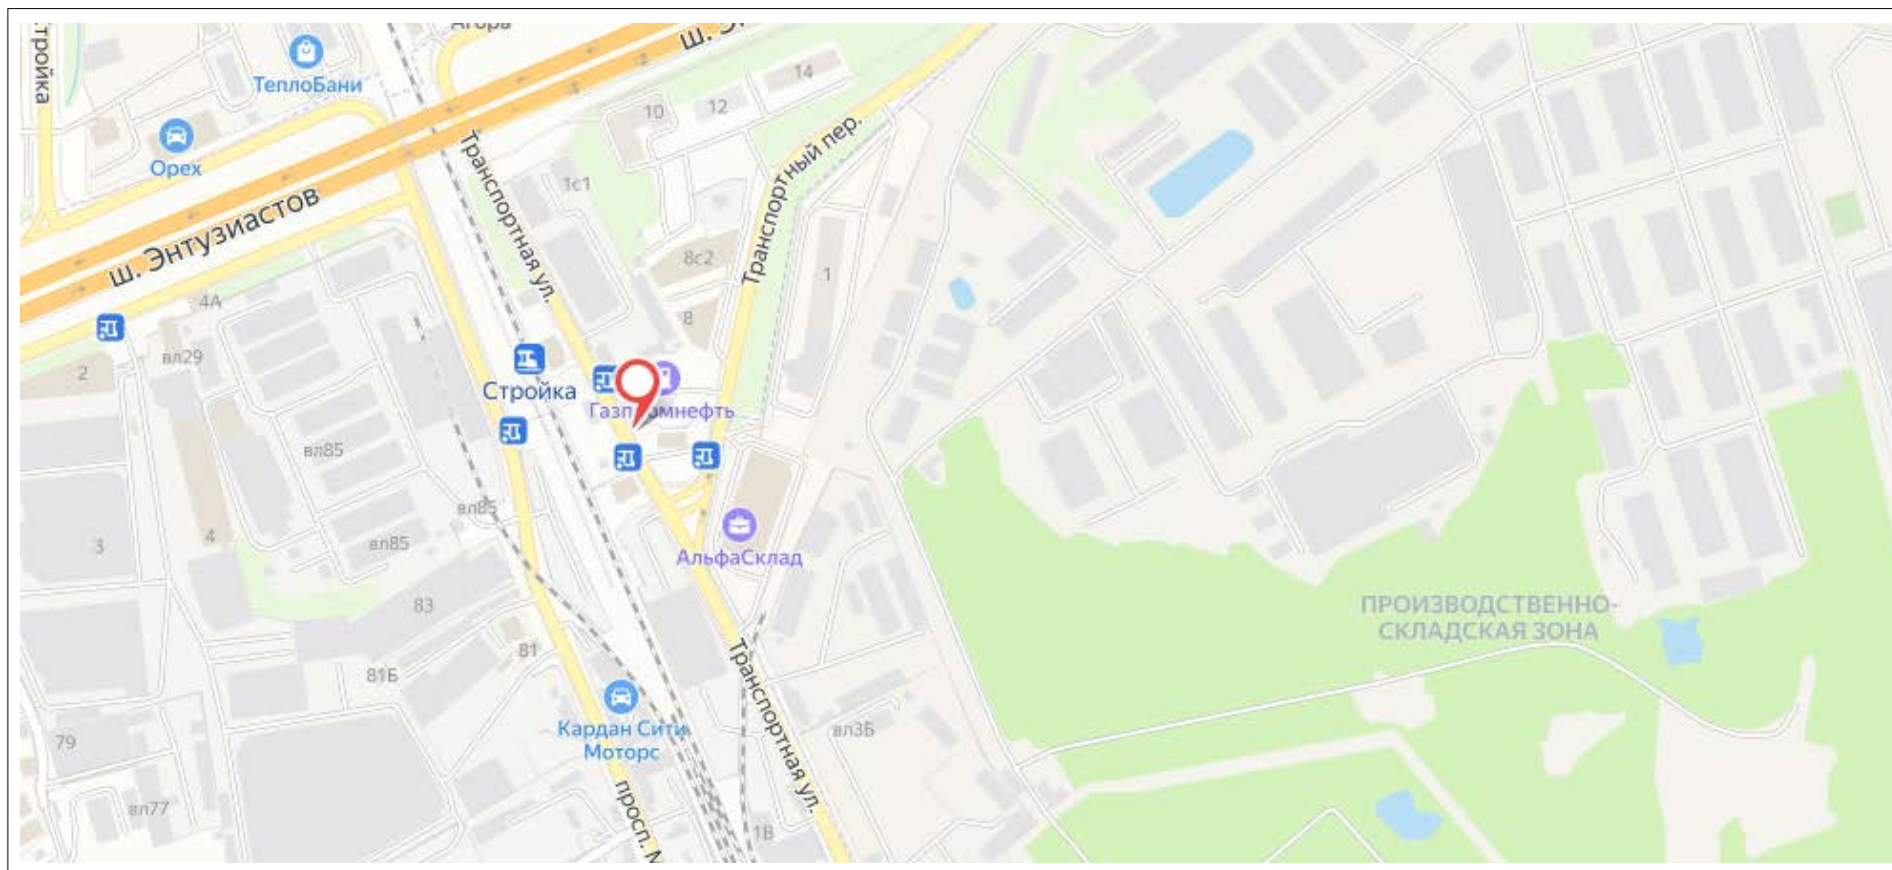 Агора
ш. Э
тройка
ТеплоБани
14
12
10
Орех
Транспортный пер.
Транспортная ул.
1с1
ш. Энтузиастов
8с2
1
4А
8
вл29
2
Стройка
Газпромнефть
вл85
вл85
3
4
вл85
АльфаСклад
83
ПРОИЗВОДСТВЕННО-
СКЛАДСКАЯ ЗОНА
81
81Б
Транспортная ул.
Кардан Сити
Моторс
вл3Б
79
вл77
просп. М
1В